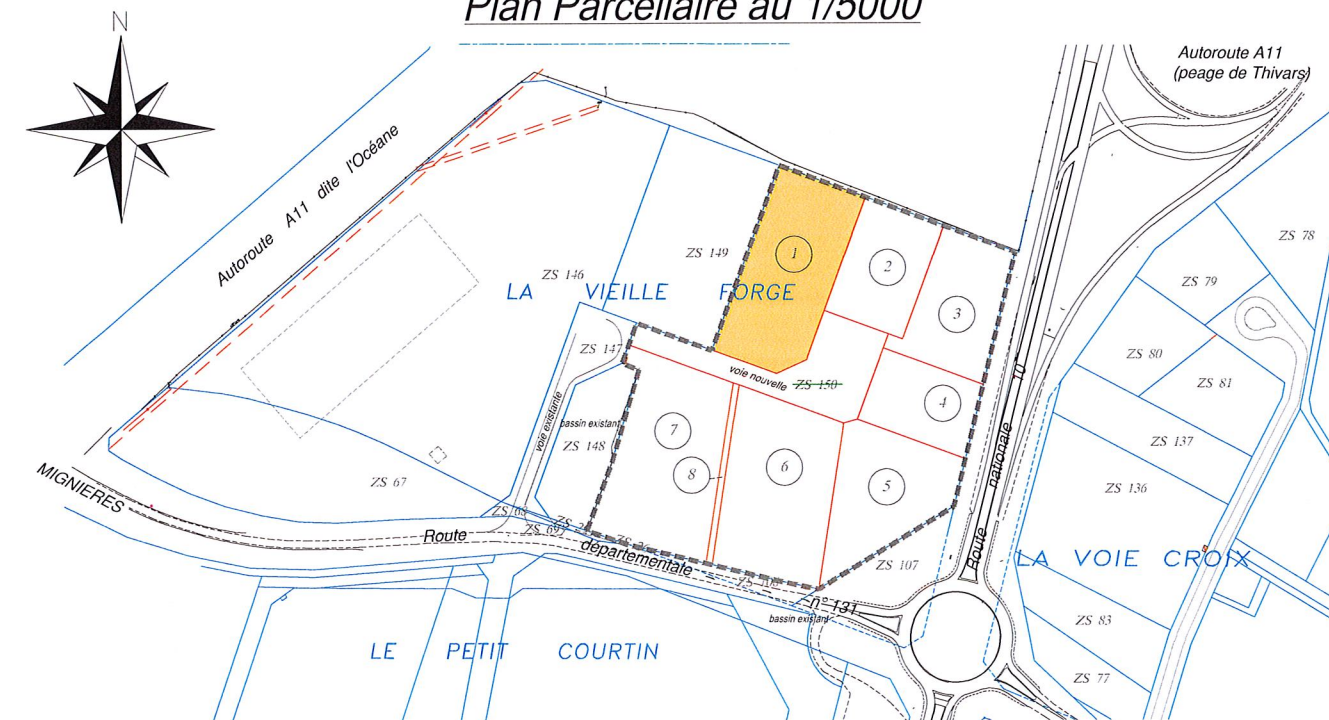 Plan Parcellaire au 1/5000
N
Autoroute A11
(peage de Thivars)
Autoroute A11 dite l'Océane
1
ZS 78
ZS 149
1
2
ZS 146
ZS 79
LA VIEILLE FORGE
3
ZS 147
ZS 80
voie nouvelle
ZS 150
ZS 81
4
voie existante
bassin existant
ZS 148
7
ZS 137
8
6
5
ZS 67
ZS 136
MIGNIERES
Route nationale 10
ZS 69
Route départementale n° 131
ZS 107
LA VOIE CROIX
bassin existant
ZS 83
LE PETIT COURTIN
ZS 77